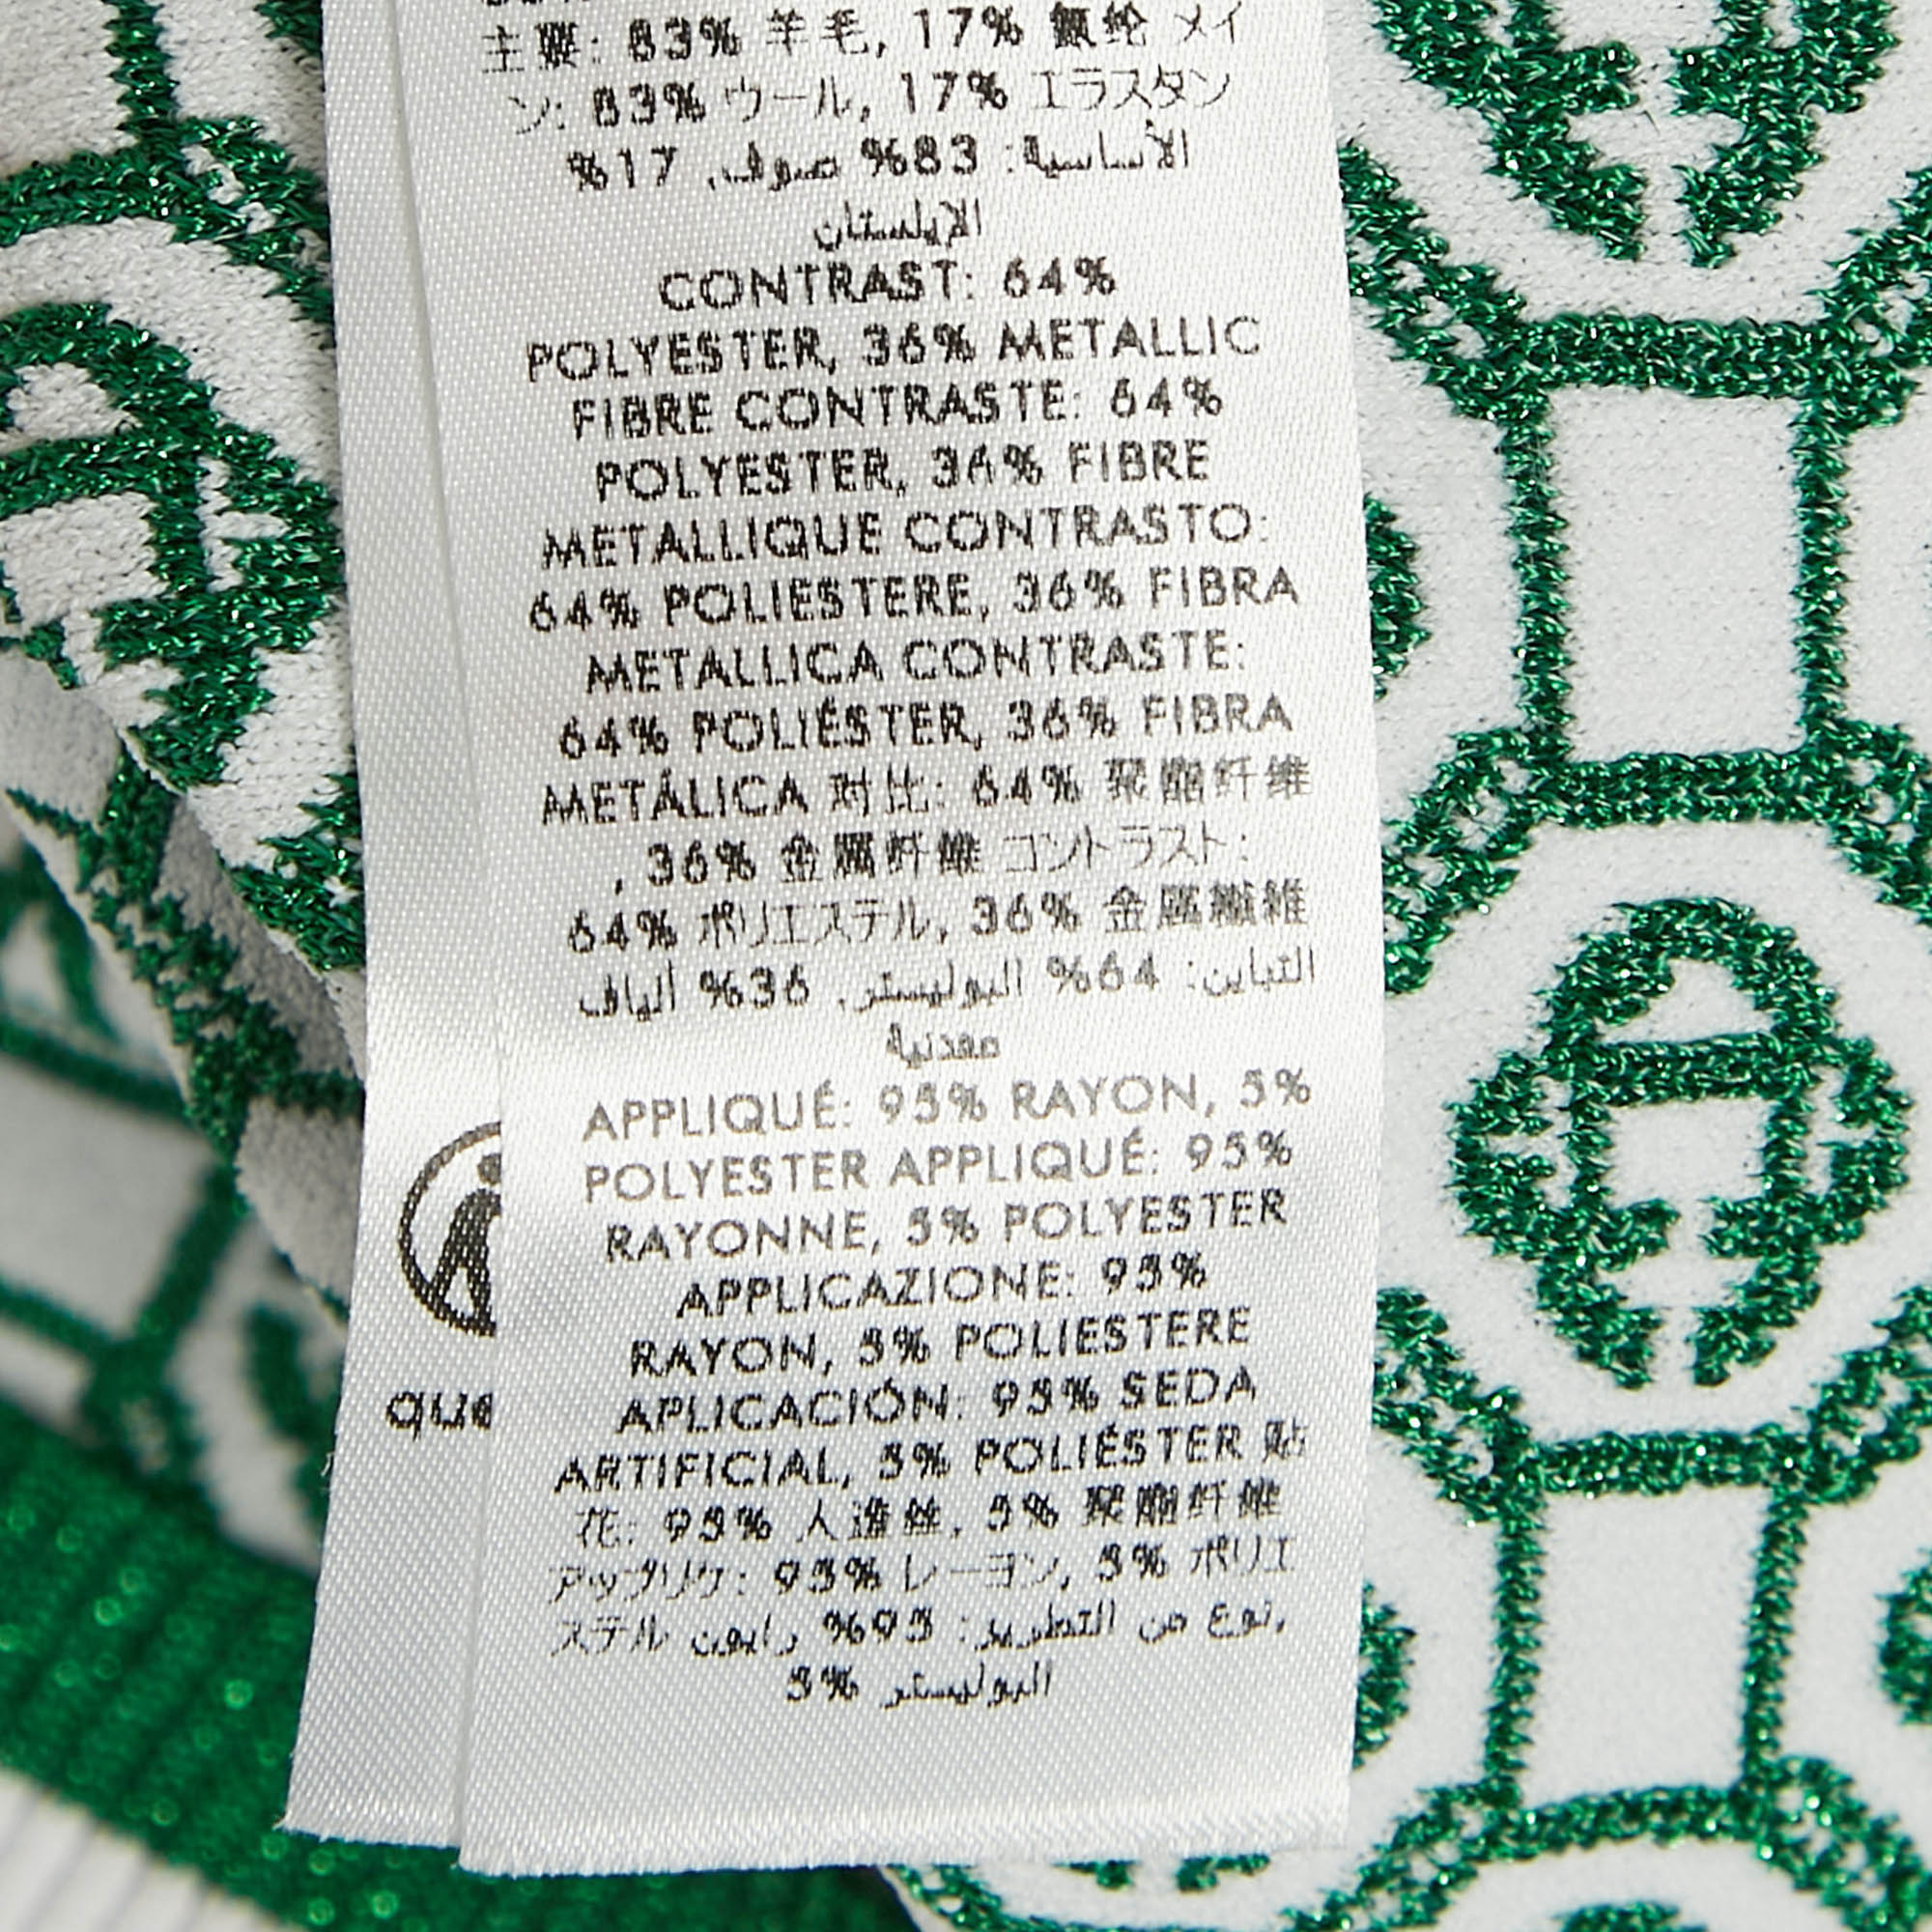 主要: 83% 羊毛, 17% 氨纶 メイ
ン: 83% ウール, 17% エラスタン
الأساسية: 83% صوف, 17%
الإيلستان
CONTRAST: 64%
POLYESTER, 36% METALLIC
FIBRE CONTRASTE: 64%
POLYESTER, 36% FIBRE
METALLIQUE CONTRASTO:
64% POLIESTERE, 36% FIBRA
METALLICA CONTRASTE:
64% POLIÉSTER, 36% FIBRA
METÁLICA 对比: 64% 聚酯纤维
, 36% 金属纤维 コントラスト:
64% ポリエステル, 36% 金属繊維
التباين: 64% البوليستر, 36% ألياف
معدنية
APPLIQUÉ: 95% RAYON, 5%
POLYESTER APPLIQUÉ: 95%
RAYONNE, 5% POLYESTER
APPLICAZIONE: 95%
RAYON, 5% POLIESTERE
APLICACIÓN: 95% SEDA
ARTIFICIAL, 5% POLIÉSTER 贴
花: 95% 人造丝, 5% 聚酯纤维
アップリケ: 95% レーヨン, 5% ポリエ
ステル نوع من التطريز: 95% رايون,
5% البوليستر
que